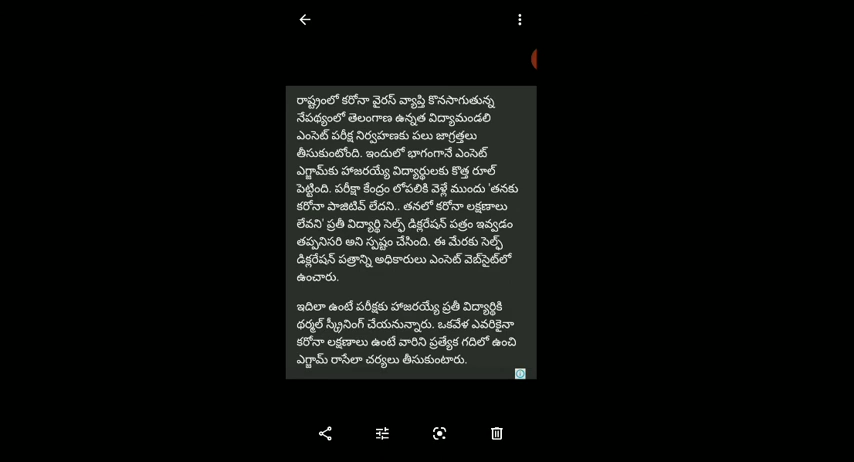 రాష్ట్రంలో కరోనా వైరస్ వ్యాప్తి కొనసాగుతున్న
నేపథ్యంలో తెలంగాణ ఉన్నత విద్యామండలి
ఎంసెట్ పరీక్ష నిర్వహణకు పలు జాగ్రత్తలు
తీసుకుంటోంది. ఇందులో భాగంగానే ఎంసెట్
ఎగ్జామ్‌కు హాజరయ్యే విద్యార్థులకు కొత్త రూల్
పెట్టింది. పరీక్షా కేంద్రం లోపలికి వెళ్లే ముందు 'తనకు
కరోనా పాజిటివ్ లేదని.. తనలో కరోనా లక్షణాలు
లేవని' ప్రతీ విద్యార్థి సెల్ఫ్ డిక్లరేషన్ పత్రం ఇవ్వడం
తప్పనిసరి అని స్పష్టం చేసింది. ఈ మేరకు సెల్ఫ్
డిక్లరేషన్ పత్రాన్ని అధికారులు ఎంసెట్ వెబ్‌సైట్‌లో
ఉంచారు.
ఇదిలా ఉంటే పరీక్షకు హాజరయ్యే ప్రతీ విద్యార్థికి
థర్మల్ స్క్రీనింగ్ చేయనున్నారు. ఒకవేళ ఎవరికైనా
కరోనా లక్షణాలు ఉంటే వారిని ప్రత్యేక గదిలో ఉంచి
ఎగ్జామ్ రాసేలా చర్యలు తీసుకుంటారు.